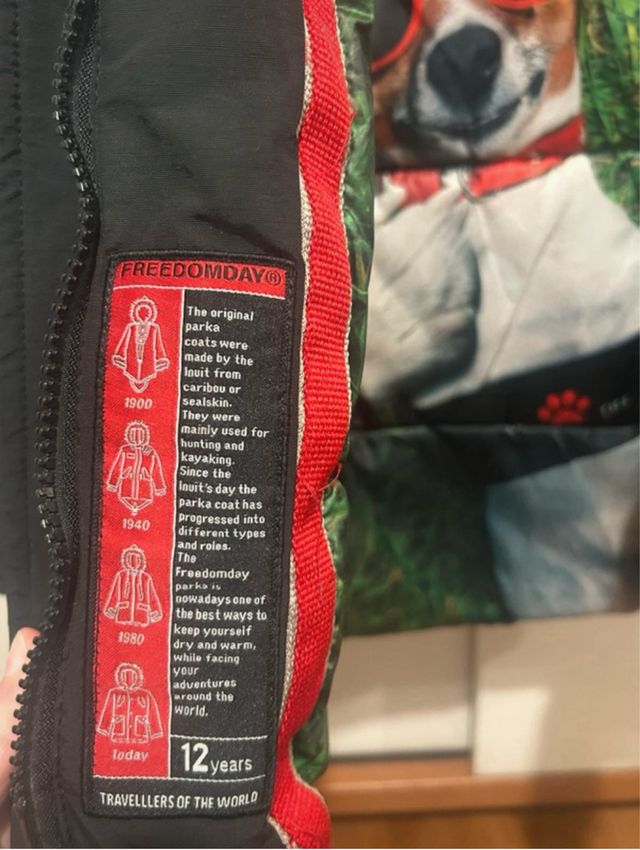 FREEDOMDAY®
1900
1940
1980
Today
The original
parka
coats were
made by the
Inuit from
caribou or
sealskin.
They were
mainly used for
hunting and
kayaking.
Since the
Inuit's day the
parka coat has
progressed into
different types
and roles.
The
Freedomday
parka is
nowadays one of
the best ways to
keep yourself
dry and warm,
while facing
your
adventures
around the
world.
12 years
TRAVELLLERS OF THE WORLD